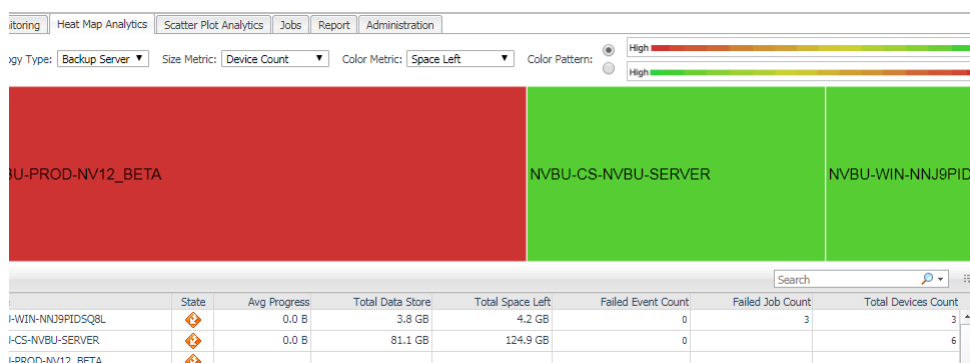 itoring Heat Map Analytics Scatter Plot Analytics Jobs Report Administration
gy Type: Backup Server Size Metric: Device Count Color Metric: Space Left Color Pattern: High
High
BU-PROD-NV12_BETA NVBU-CS-NVBU-SERVER NVBU-WIN-NNJ9PID
Search
State Avg Progress Total Data Store Total Space Left Failed Event Count Failed Job Count Total Devices Count
J-WIN-NNJ9PIDSQ8L 0.0 B 3.8 GB 4.2 GB 0 3 3
J-CS-NVBU-SERVER 0.0 B 81.1 GB 124.9 GB 0 6
J-PROD-NV12_BETA